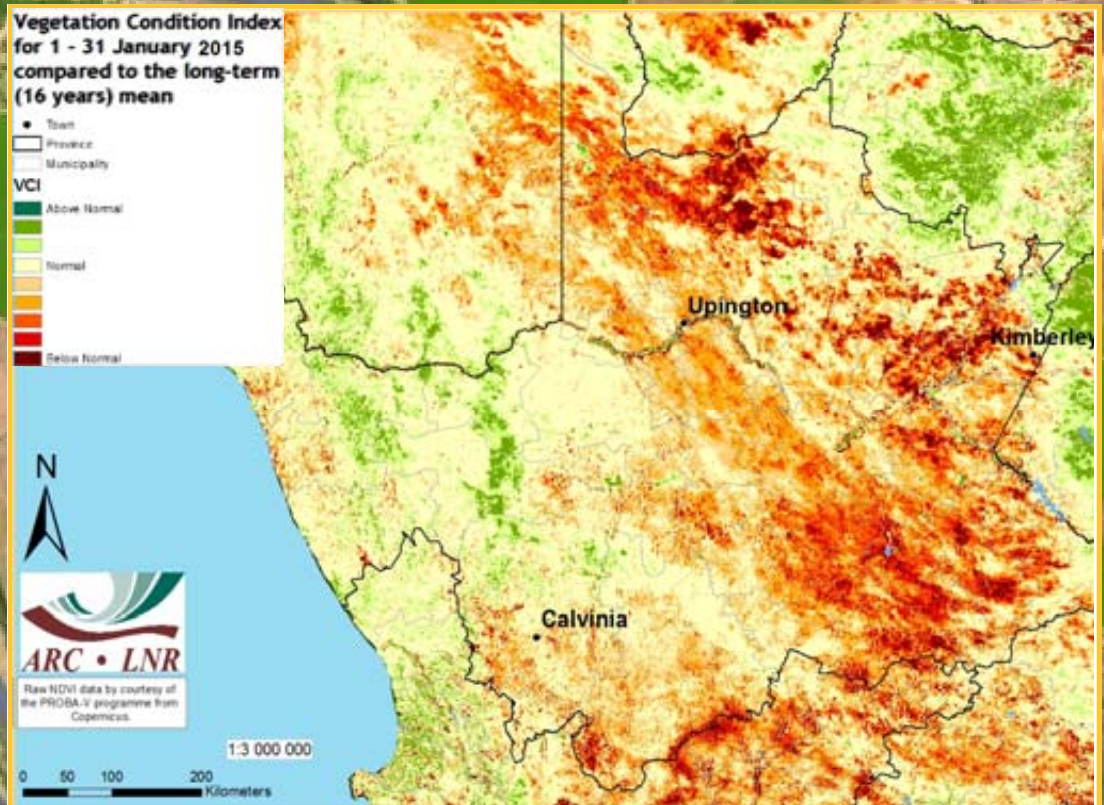 Vegetation Condition Index
for 1 - 31 January 2015
compared to the long-term
(16 years) mean
Town
Province
Municipality
VCI
Above Normal
Normal
Below Normal
Upington
Kimberley
Calvinia
N
ARC • LNR
Raw NDVI data by courtesy of
the PROBA-V programme from
Copernicus.
1:3 000 000
0 50 100 200
Kilometers